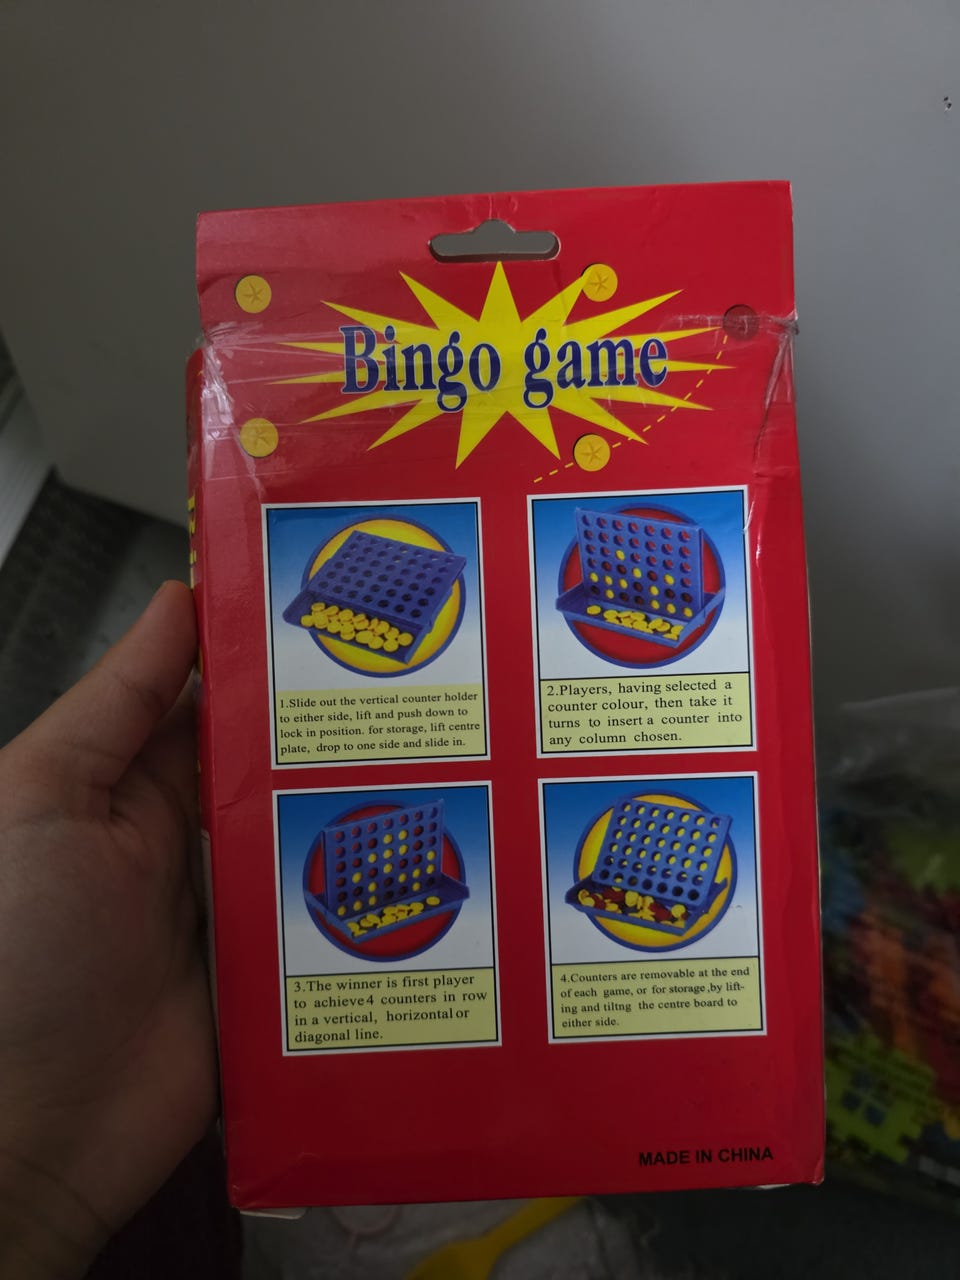 Bingo game
1.Slide out the vertical counter holder
to either side, lift and push down to
lock in position. for storage, lift centre
plate, drop to one side and slide in.
2.Players, having selected a
counter colour, then take it
turns to insert a counter into
any column chosen.
3.The winner is first player
to achieve4 counters in row
in a vertical, horizontal or
diagonal line.
4.Counters are removable at the end
of each game, or for storage ,by lift-
ing and tiltng the centre board to
either side.
MADE IN CHINA